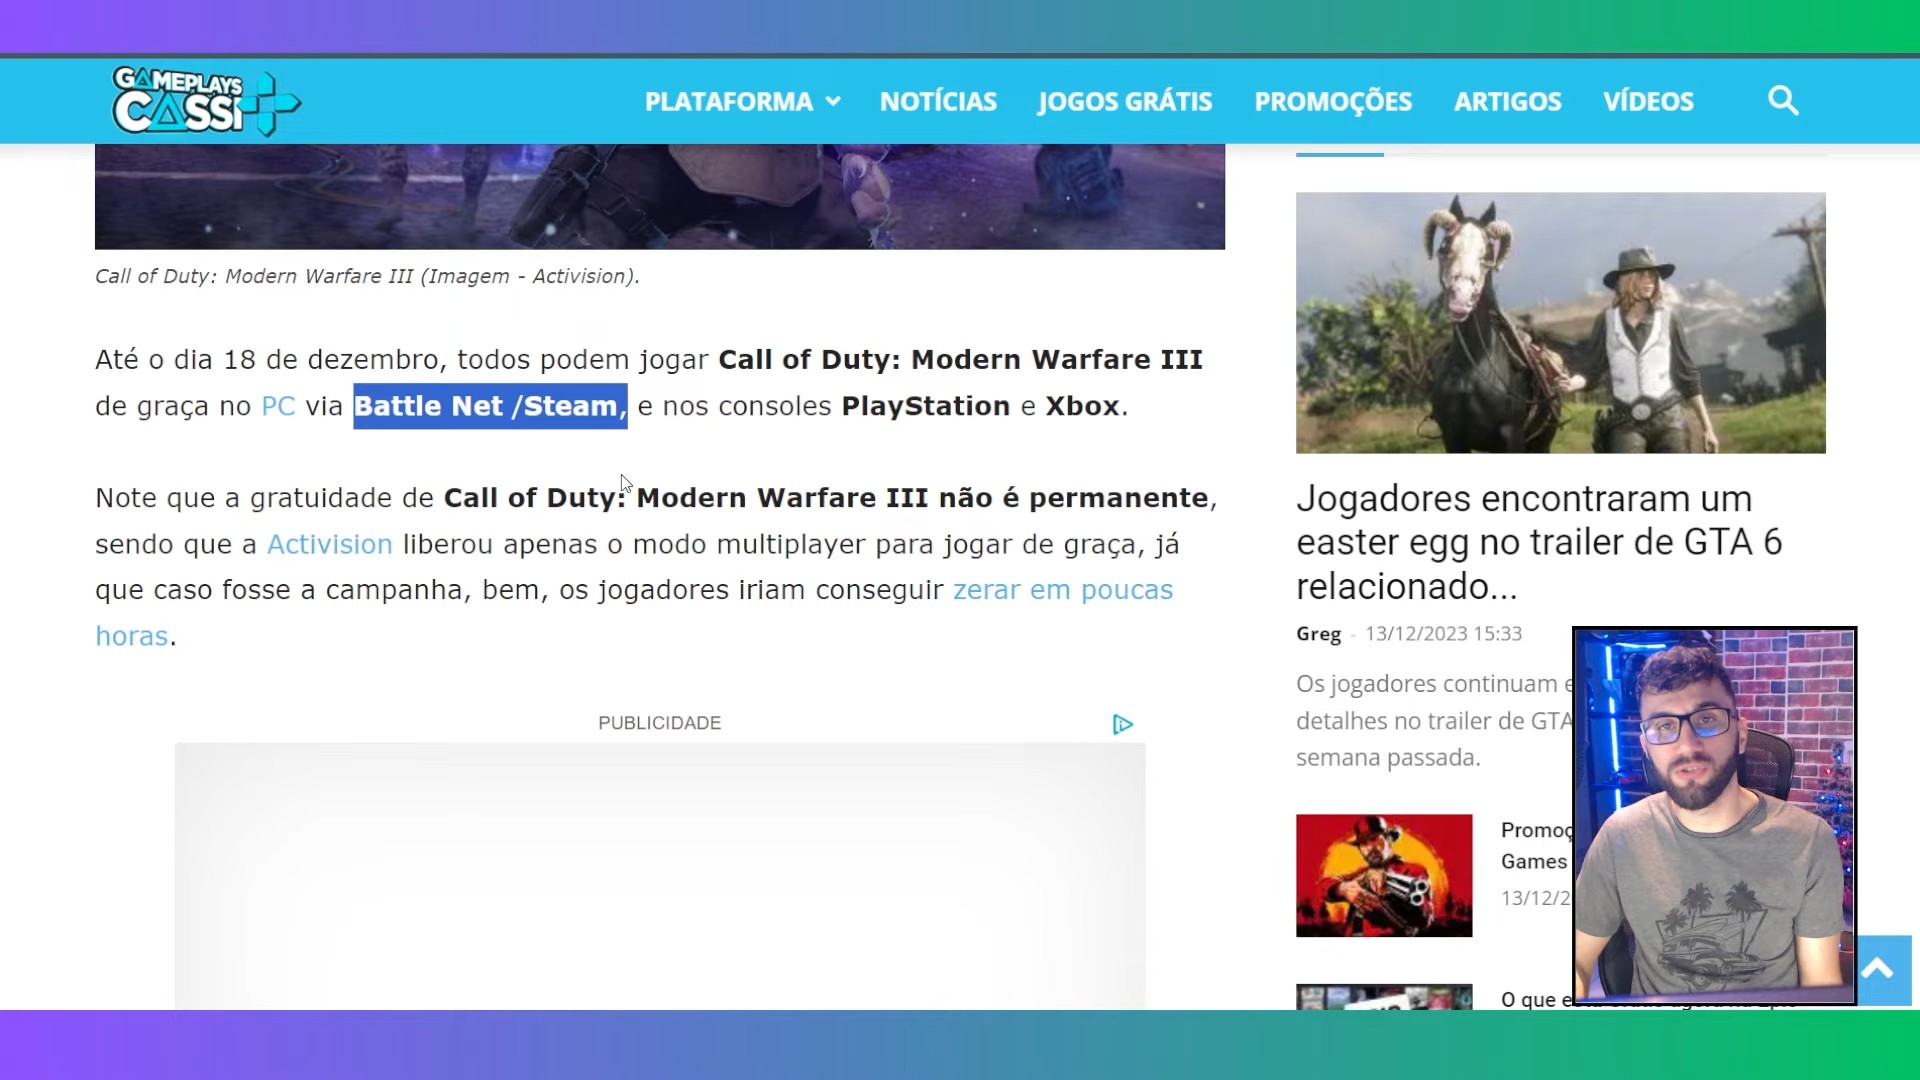 GAMEPLAYS
CASSI
PLATAFORMA
NOTÍCIAS
JOGOS GRÁTIS
PROMOÇÕES
ARTIGOS
VÍDEOS
Call of Duty: Modern Warfare III (Imagem - Activision).
Até o dia 18 de dezembro, todos podem jogar Call of Duty: Modern Warfare III
de graça no PC via Battle Net /Steam, e nos consoles PlayStation e Xbox.
Note que a gratuidade de Call of Duty: Modern Warfare III não é permanente,
sendo que a Activision liberou apenas o modo multiplayer para jogar de graça, já
que caso fosse a campanha, bem, os jogadores iriam conseguir zerar em poucas
horas.
PUBLICIDADE
Jogadores encontraram um
easter egg no trailer de GTA 6
relacionado...
Greg - 13/12/2023 15:33
Os jogadores continuam e
detalhes no trailer de GTA
semana passada.
Promoç
Games
13/12/2
O que e